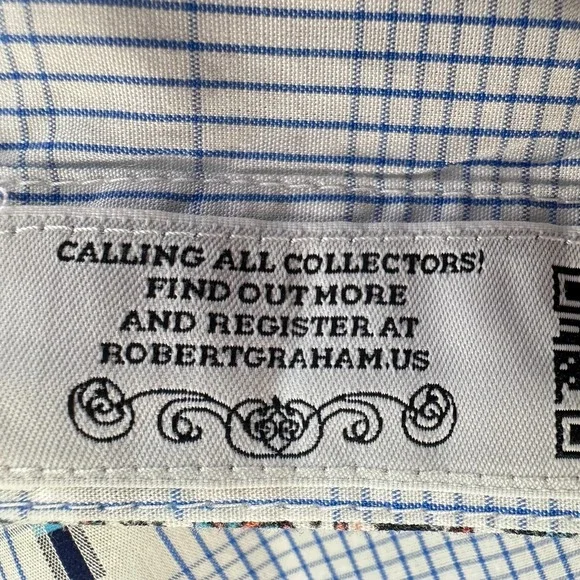 CALLING ALL COLLECTORS!
FIND OUT MORE
AND REGISTER AT
ROBERTGRAHAM.US